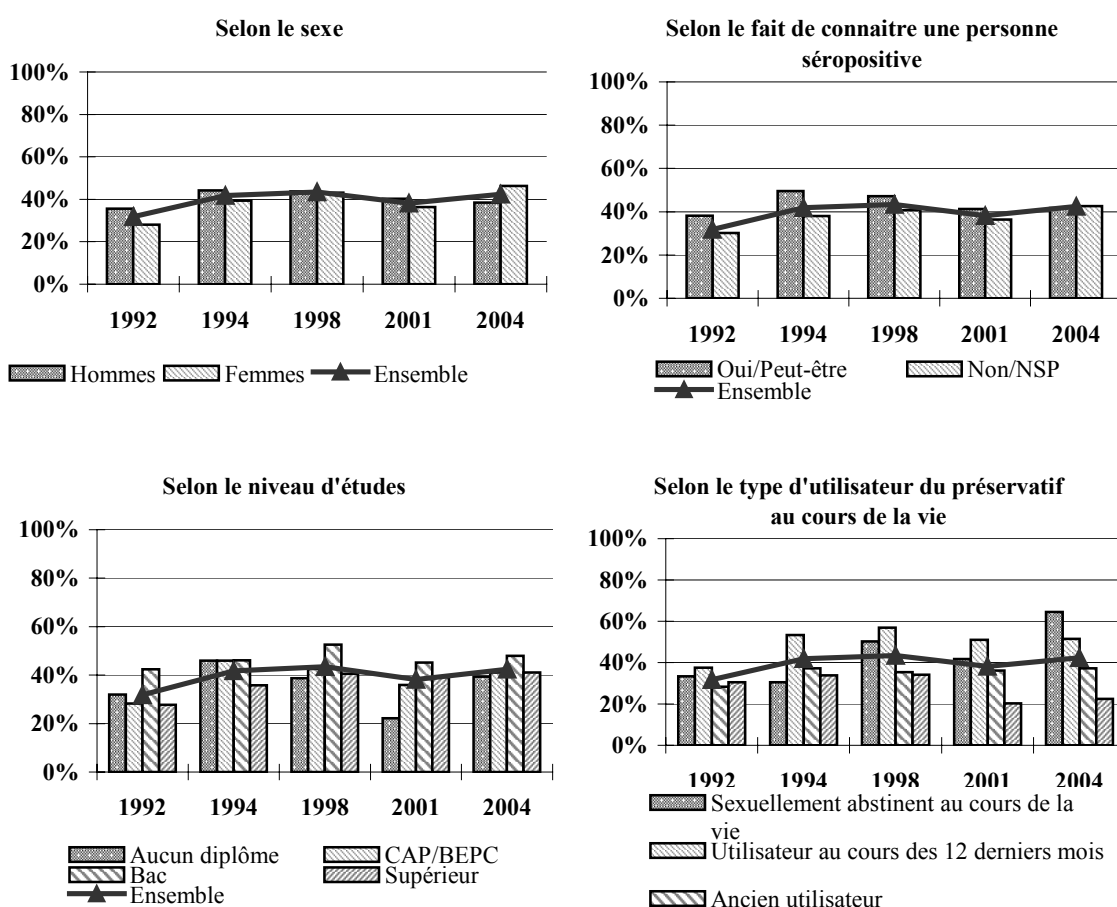 Selon le sexe
100%
80%
60%
40%
20%
0%
1992 1994 1998 2001 2004
Hommes Femmes Ensemble
Selon le fait de connaitre une personne
séropositive
100%
80%
60%
40%
20%
0%
1992 1994 1998 2001 2004
Oui/Peut-être Non/NSP
Ensemble
Selon le niveau d'études
100%
80%
60%
40%
20%
0%
1992 1994 1998 2001 2004
Aucun diplôme CAP/BEPC
Bac Supérieur
Ensemble
Selon le type d'utilisateur du préservatif
au cours de la vie
100%
80%
60%
40%
20%
0%
1992 1994 1998 2001 2004
Sexuellement abstinent au cours de la
vie
Utilisateur au cours des 12 derniers mois
Ancien utilisateur